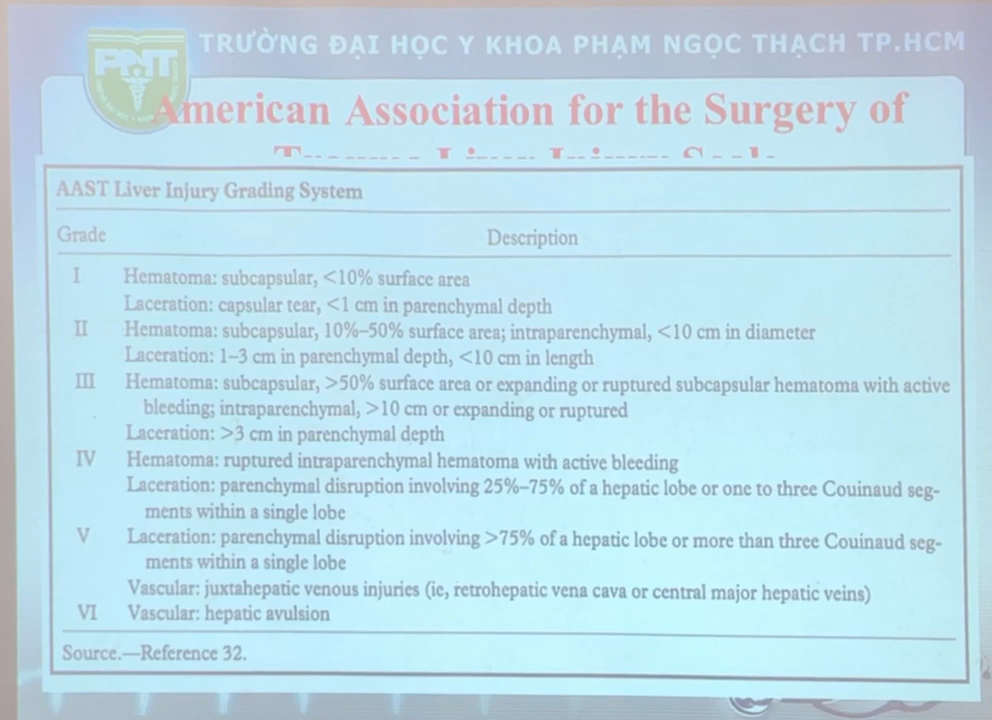 TRƯỜNG ĐẠI HỌC Y KHOA PHẠM NGỌC THẠCH TP.HCM
PNT
American Association for the Surgery of
AAST Liver Injury Grading System
Grade Description
I Hematoma: subcapsular, <10% surface area
Laceration: capsular tear, <1 cm in parenchymal depth
II Hematoma: subcapsular, 10%–50% surface area; intraparenchymal, <10 cm in diameter
Laceration: 1–3 cm in parenchymal depth, <10 cm in length
III Hematoma: subcapsular, >50% surface area or expanding or ruptured subcapsular hematoma with active
bleeding; intraparenchymal, >10 cm or expanding or ruptured
Laceration: >3 cm in parenchymal depth
IV Hematoma: ruptured intraparenchymal hematoma with active bleeding
Laceration: parenchymal disruption involving 25%–75% of a hepatic lobe or one to three Couinaud seg-
ments within a single lobe
V Laceration: parenchymal disruption involving >75% of a hepatic lobe or more than three Couinaud seg-
ments within a single lobe
Vascular: juxtahepatic venous injuries (ie, retrohepatic vena cava or central major hepatic veins)
VI Vascular: hepatic avulsion
Source.—Reference 32.